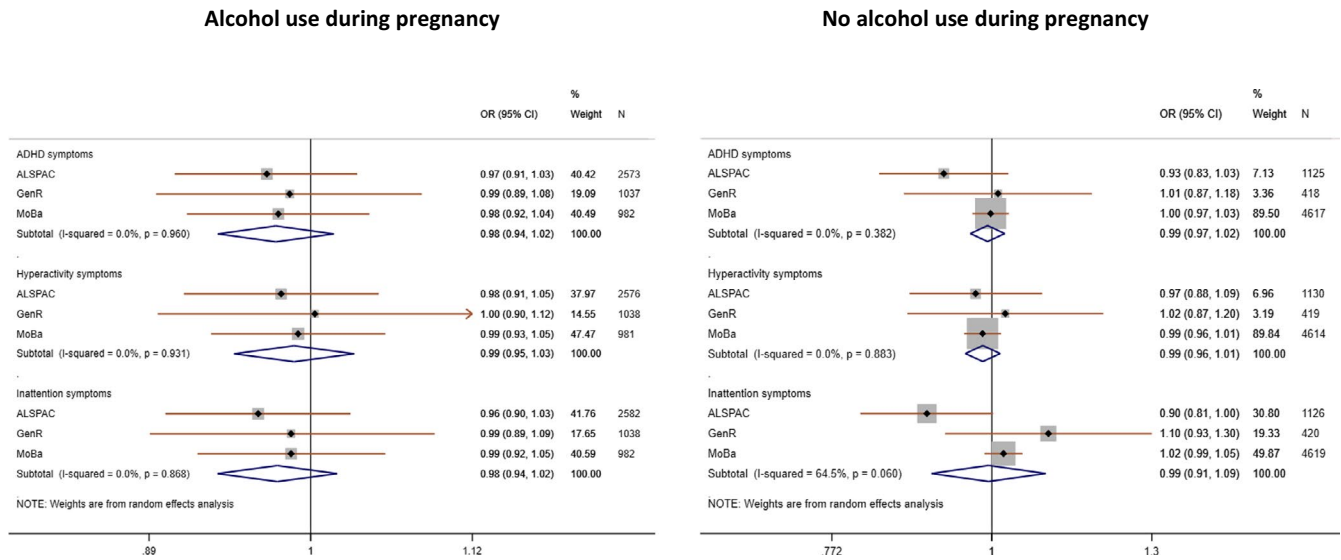 Alcohol use during pregnancy
%
OR (95% CI) Weight N
ADHD symptoms
ALSPAC 0.97 (0.91, 1.03) 40.42 2573
GenR 0.99 (0.89, 1.08) 19.09 1037
MoBa 0.98 (0.92, 1.04) 40.49 982
Subtotal (I-squared = 0.0%, p = 0.960) 0.98 (0.94, 1.02) 100.00
.
Hyperactivity symptoms
ALSPAC 0.98 (0.91, 1.05) 37.97 2576
GenR 1.00 (0.90, 1.12) 14.55 1038
MoBa 0.99 (0.93, 1.05) 47.47 981
Subtotal (I-squared = 0.0%, p = 0.931) 0.99 (0.95, 1.03) 100.00
.
Inattention symptoms
ALSPAC 0.96 (0.90, 1.03) 41.76 2582
GenR 0.99 (0.89, 1.09) 17.65 1038
MoBa 0.99 (0.92, 1.05) 40.59 982
Subtotal (I-squared = 0.0%, p = 0.868) 0.98 (0.94, 1.02) 100.00
.
NOTE: Weights are from random effects analysis
.89 1 1.12
No alcohol use during pregnancy
%
OR (95% CI) Weight N
ADHD symptoms
ALSPAC 0.93 (0.83, 1.03) 7.13 1125
GenR 1.01 (0.87, 1.18) 3.36 418
MoBa 1.00 (0.97, 1.03) 89.50 4617
Subtotal (I-squared = 0.0%, p = 0.382) 0.99 (0.97, 1.02) 100.00
.
Hyperactivity symptoms
ALSPAC 0.97 (0.88, 1.09) 6.96 1130
GenR 1.02 (0.87, 1.20) 3.19 419
MoBa 0.99 (0.96, 1.01) 89.84 4614
Subtotal (I-squared = 0.0%, p = 0.883) 0.99 (0.96, 1.01) 100.00
.
Inattention symptoms
ALSPAC 0.90 (0.81, 1.00) 30.80 1126
GenR 1.10 (0.93, 1.30) 19.33 420
MoBa 1.02 (0.99, 1.05) 49.87 4619
Subtotal (I-squared = 64.5%, p = 0.060) 0.99 (0.91, 1.09) 100.00
.
NOTE: Weights are from random effects analysis
.772 1 1.3